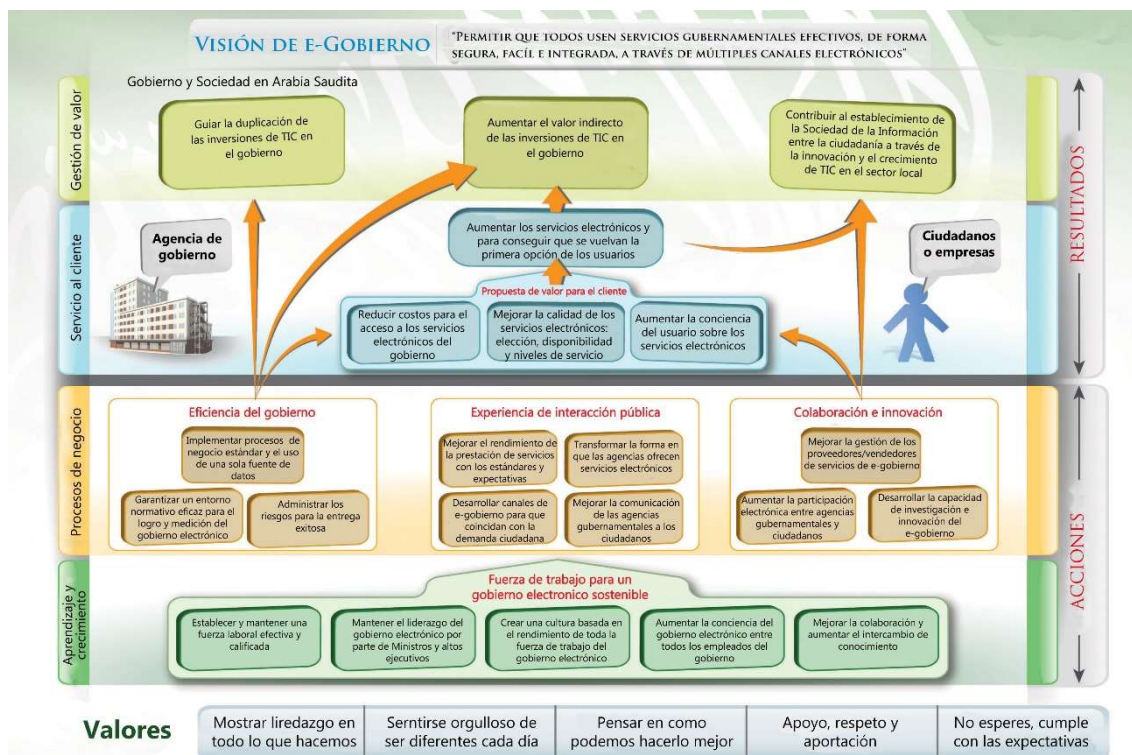 VISIÓN DE E-GOBIERNO
"PERMITIR QUE TODOS USEN SERVICIOS GUBERNAMENTALES EFECTIVOS, DE FORMA
SEGURA, FACÍL E INTEGRADA, A TRAVÉS DE MÚLTIPLES CANALES ELECTRÓNICOS"
Gobierno y Sociedad en Arabia Saudita
Gestión de valor
Guiar la duplicación de
las inversiones de TIC en
el gobierno
Aumentar el valor indirecto
de las inversiones de TIC en
el gobierno
Contribuir al establecimiento de
la Sociedad de la Información
entre la ciudadanía a través de
la innovación y el crecimiento
de TIC en el sector local
RESULTADOS
Servicio al cliente
Agencia de
gobierno
Aumentar los servicios electrónicos y
para conseguir que se vuelvan la
primera opción de los usuarios
Ciudadanos
o empresas
Propuesta de valor para el cliente
Reducir costos para el
acceso a los servicios
electrónicos del
gobierno
Mejorar la calidad de los
servicios electrónicos:
elección, disponibilidad
y niveles de servicio
Aumentar la conciencia
del usuario sobre los
servicios electrónicos
Procesos de negocio
Eficiencia del gobierno
Implementar procesos de
negocio estándar y el uso
de una sola fuente de
datos
Garantizar un entorno
normativo eficaz para el
logro y medición del
gobierno electrónico
Administrar los
riesgos para la entrega
exitosa
Experiencia de interacción pública
Mejorar el rendimiento de
la prestación de servicios
con los estándares y
expectativas
Transformar la forma en
que las agencias ofrecen
servicios electrónicos
Desarrollar canales de
e-gobierno para que
coincidan con la
demanda ciudadana
Mejorar la comunicación de
las agencias
gubernamentales a los
ciudadanos
Colaboración e innovación
Mejorar la gestión de los
proveedores/vendedores
de servicios de e-gobierno
Aumentar la participación
electrónica entre agencias
gubernamentales y
ciudadanos
Desarrollar la capacidad
de investigación e
innovación del
e-gobierno
ACCIONES
Aprendizaje y
crecimiento
Fuerza de trabajo para un
gobierno electronico sostenible
Establecer y mantener una
fuerza laboral efectiva y
calificada
Mantener el liderazgo del
gobierno electrónico por
parte de Ministros y altos
ejecutivos
Crear una cultura basada en
el rendimiento de toda la
fuerza de trabajo del
gobierno electrónico
Aumentar la conciencia del
gobierno electrónico entre
todos los empleados del
gobierno
Mejorar la colaboración y
aumentar el intercambio de
conocimiento
Valores
Mostrar liredazgo en
todo lo que hacemos
Serntirse orgulloso de
ser diferentes cada día
Pensar en como
podemos hacerlo mejor
Apoyo, respeto y
aportación
No esperes, cumple
con las expectativas